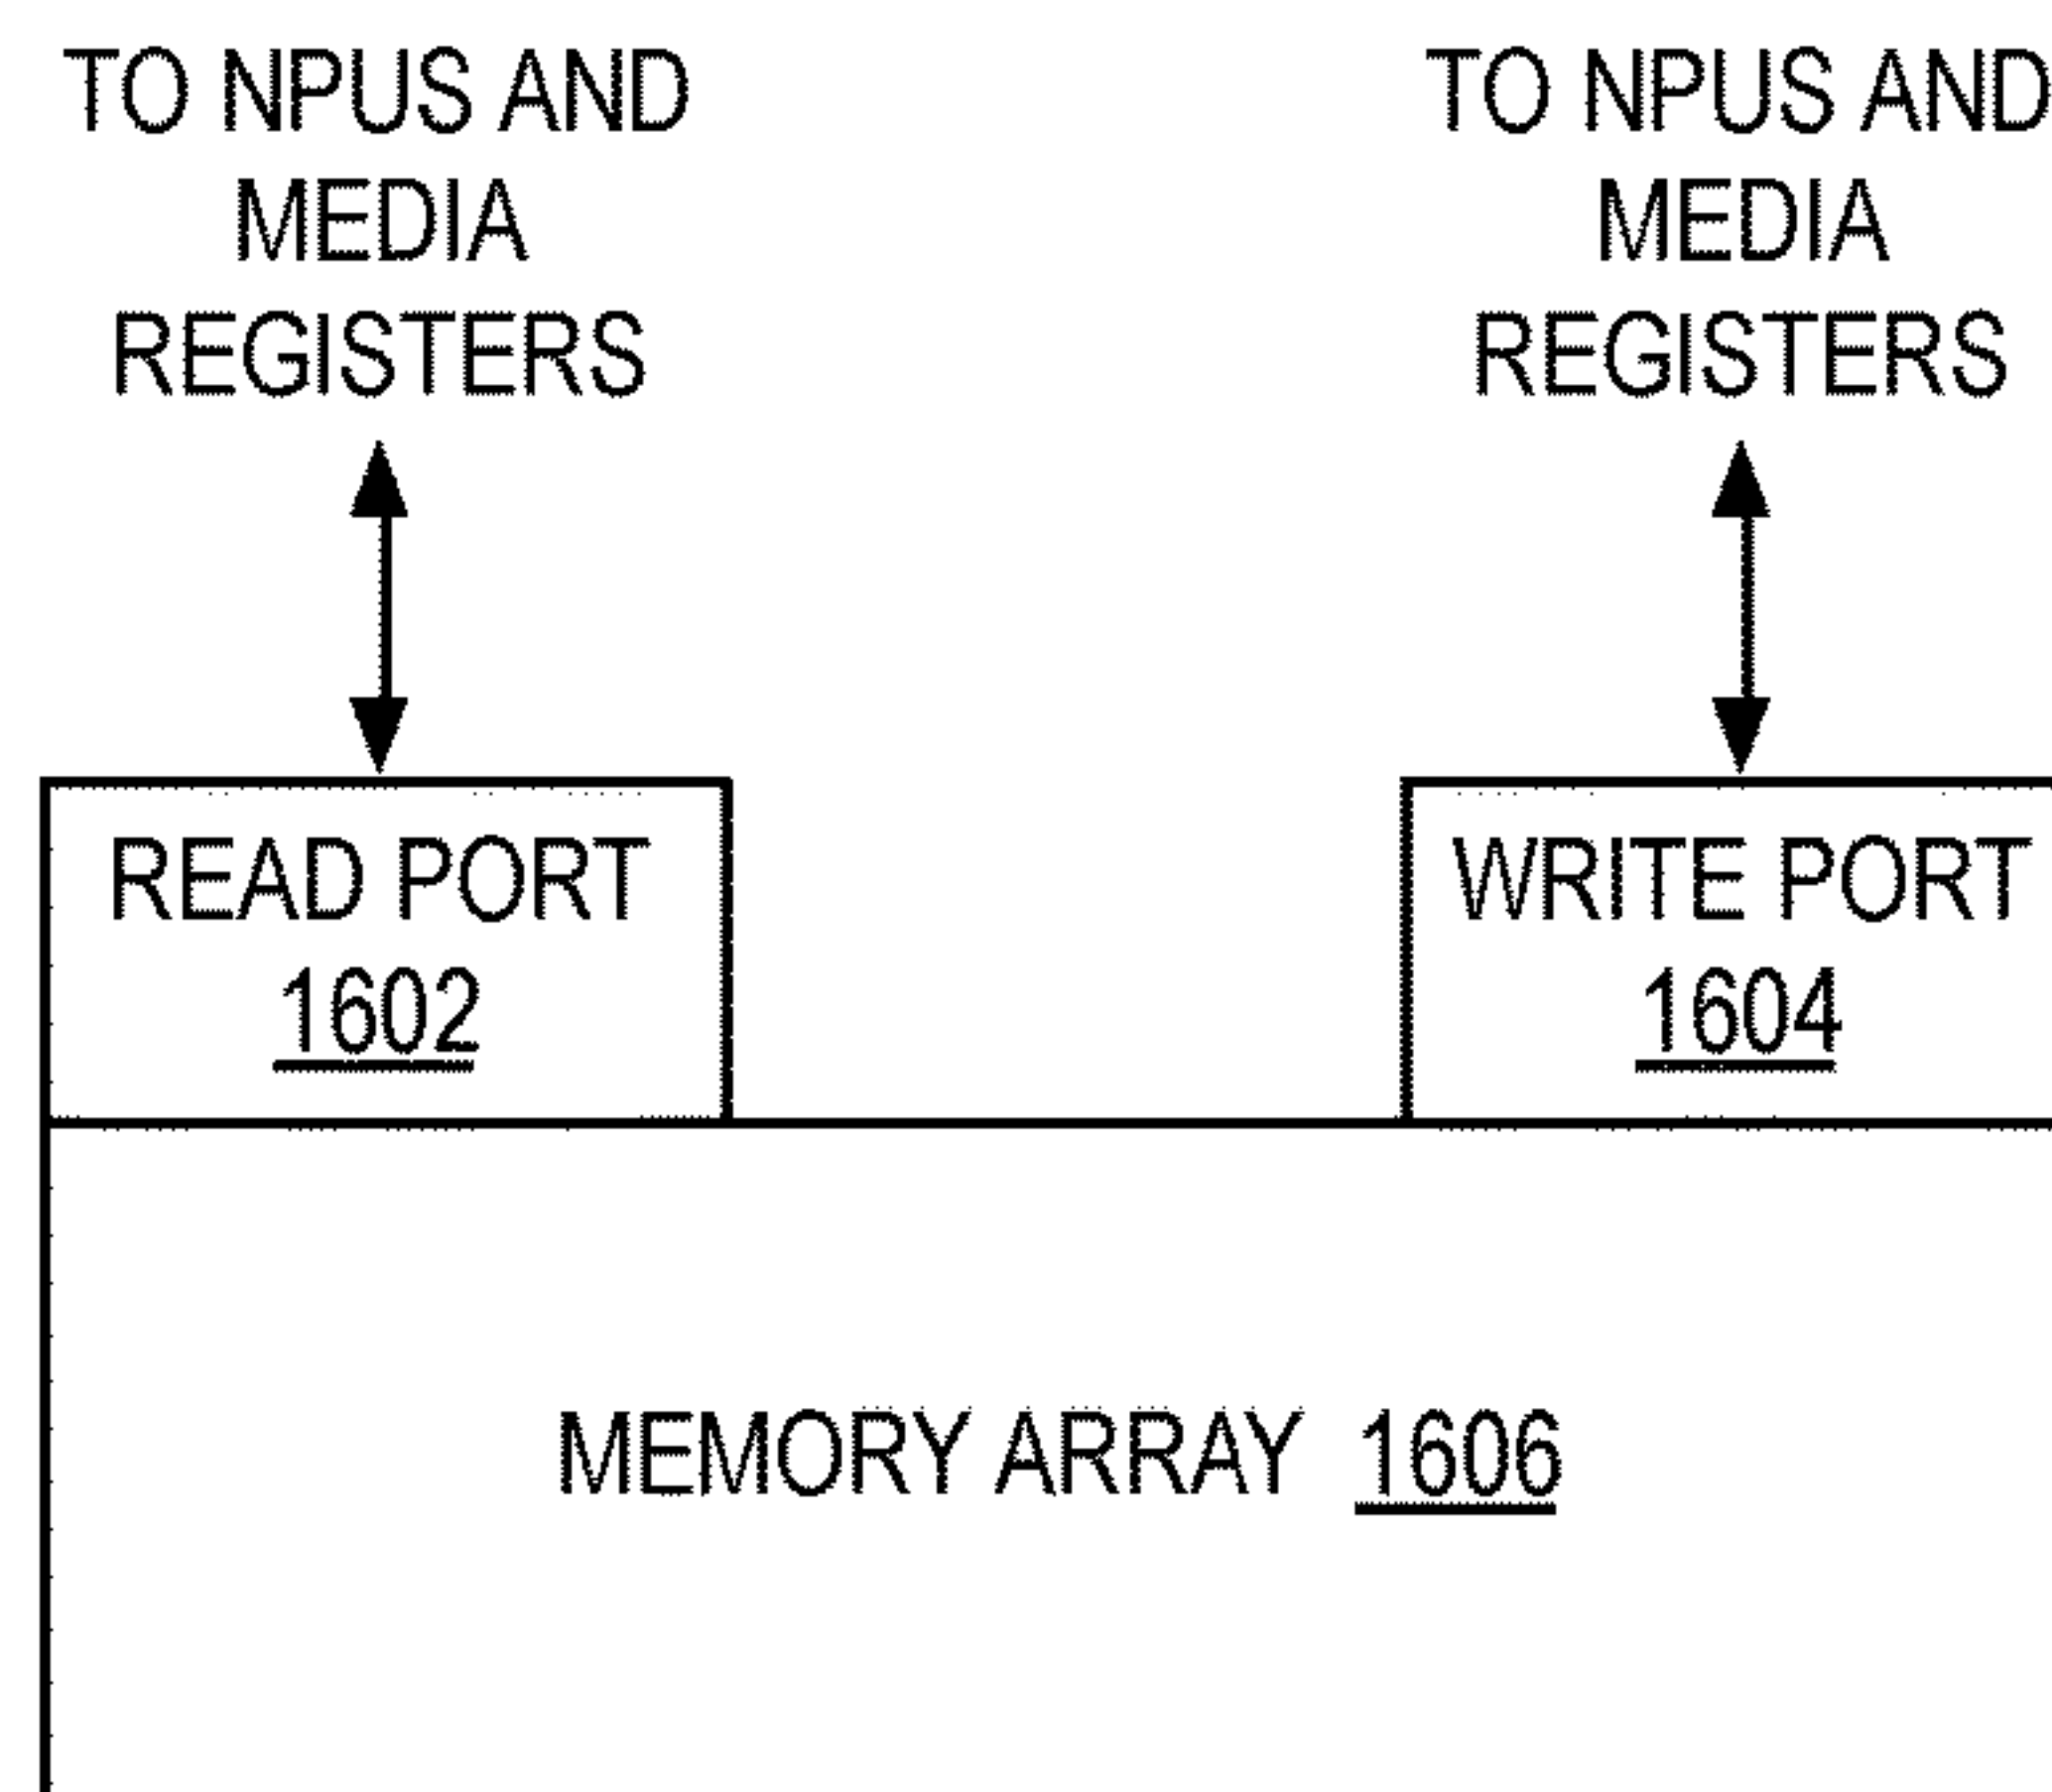 TO NPUS AND
MEDIA
REGISTERS
TO NPUS AND
MEDIA
REGISTERS
READ PORT
1602
WRITE PORT
1604
MEMORY ARRAY 1606